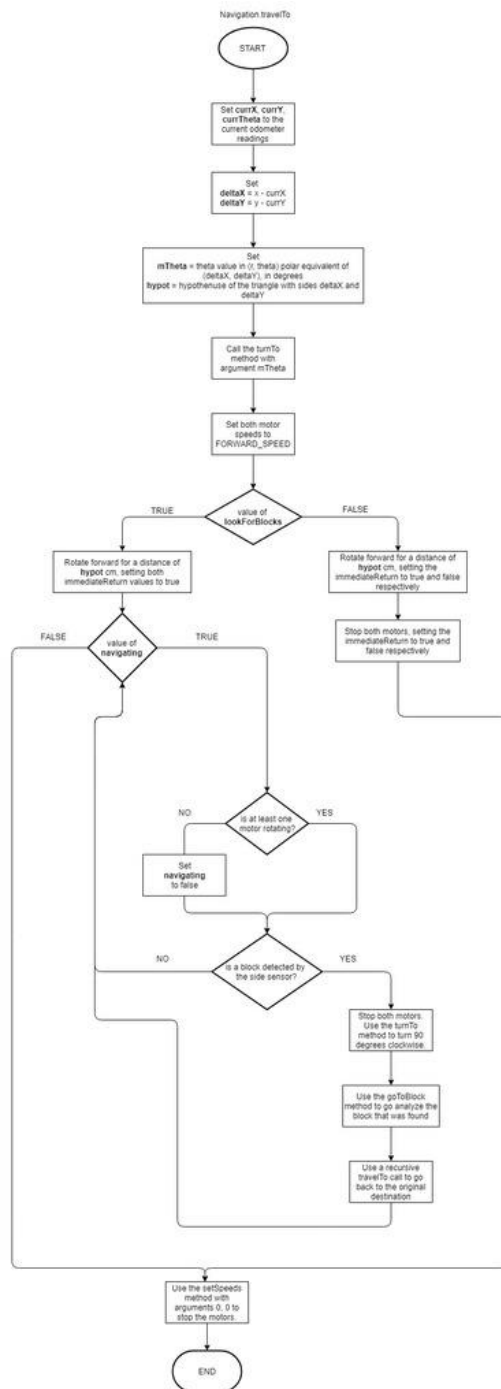 Navigation.travelTo
START
Set currX, currY,
currTheta to the
current odometer
readings
Set
deltaX = x - currX
deltaY = y - currY
Set
mTheta = theta value in (r, theta) polar equivalent of
(deltaX, deltaY), in degrees
hypot = hypothenuse of the triangle with sides deltaX and
deltaY
Call the turnTo
method with
argument mTheta
Set both motor
speeds to
FORWARD_SPEED
value of
lookForBlocks
TRUE
FALSE
Rotate forward for a distance of
hypot cm, setting both
immediateReturn values to true
Rotate forward for a distance of
hypot cm, setting the
immediateReturn to true and false
respectively
Stop both motors, setting the
immediateReturn to true and
false respectively
FALSE
value of
navigating
TRUE
is at least one
motor rotating?
NO
YES
Set
navigating
to false
is a block detected by
the side sensor?
NO
YES
Stop both motors.
Use the turnTo
method to turn 90
degrees clockwise.
Use the goToBlock
method to go analyze the
block that was found
Use a recursive
travelTo call to go
back to the original
destination
Use the setSpeeds
method with
arguments 0, 0 to
stop the motors.
END